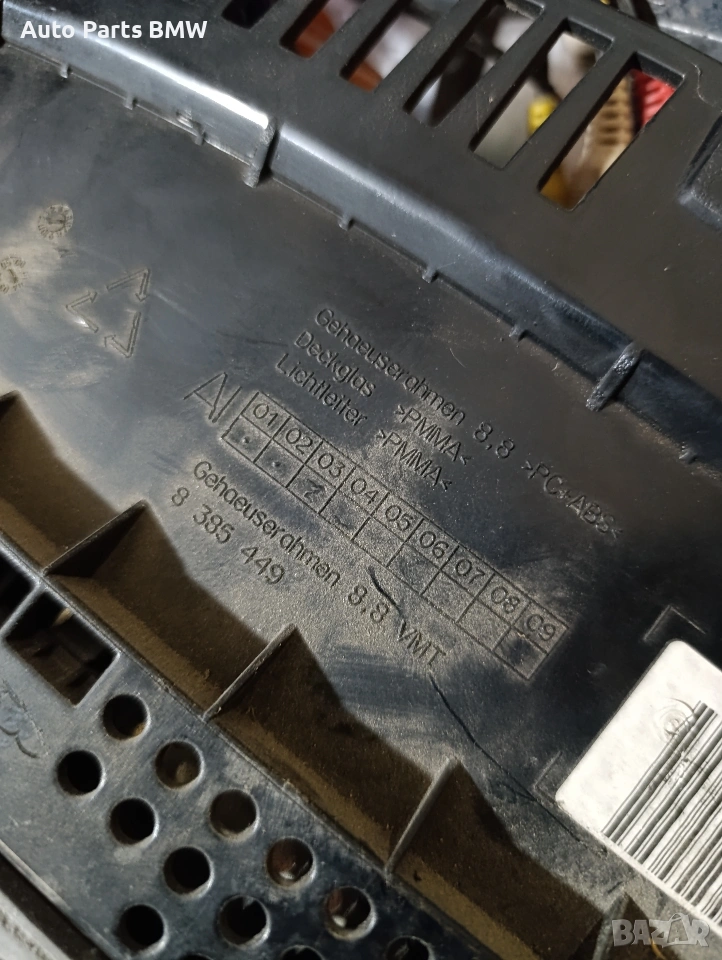 Auto Parts BMW
Gehaeuserahmen 8,8 >PC+ABS<
Deckglas >PMMA<
Lichtleiter >PMMA<
AI
01 02 03 04 05 06 07 08 09
Gehaeuserahmen 8.8 VMT
8 385 449
BAZAR